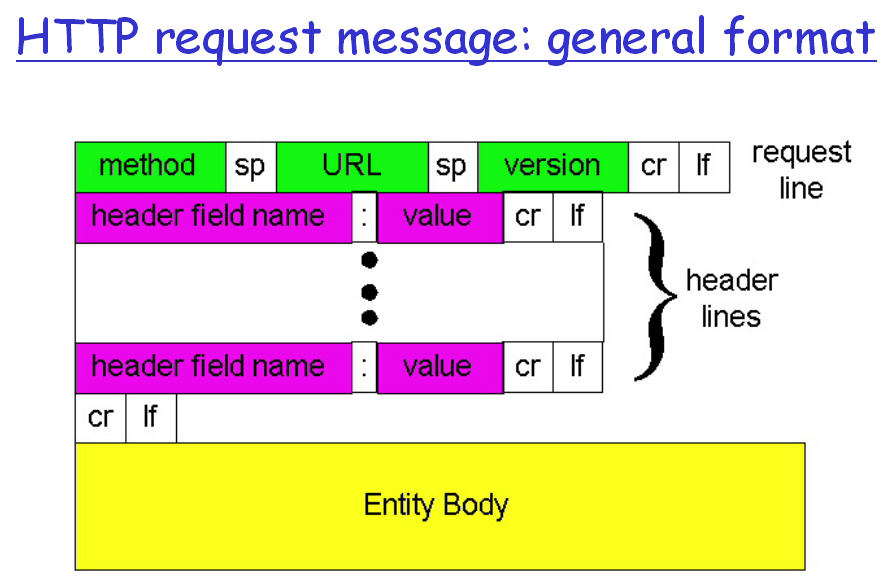 HTTP request message: general format
method sp URL sp version cr lf
request
line
header field name : value cr lf
header
lines
header field name : value cr lf
cr lf
Entity Body